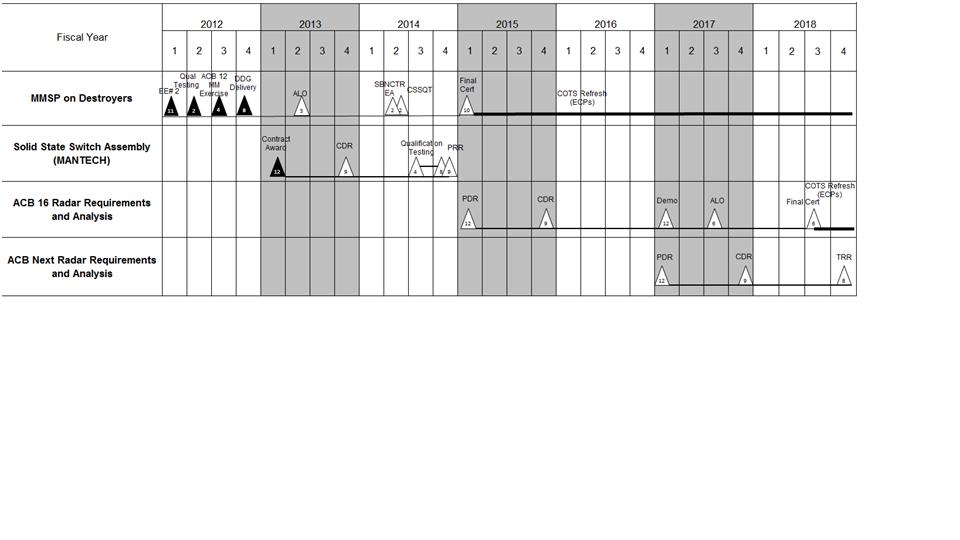 Fiscal Year
2012 2013 2014 2015 2016 2017 2018
1 2 3 4 1 2 3 4 1 2 3 4 1 2 3 4 1 2 3 4 1 2 3 4 1 2 3 4
MMSP on Destroyers
EE# 2
11
Qual
Testing
2
ACB 12
MM
Exercise
4
DDG
Delivery
8
ALO
3
SBNCTR
EA
2
CSSQT
2
Final
Cert
10
COTS Refresh
(ECPs)
Solid State Switch Assembly
(MANTECH)
Contract
Award
12
CDR
9
Qualification
Testing
4
8
PRR
9
ACB 16 Radar Requirements
and Analysis
PDR
12
CDR
9
Demo
12
ALO
6
Final Cert
6
COTS Refresh
(ECPs)
ACB Next Radar Requirements
and Analysis
PDR
12
CDR
9
TRR
8